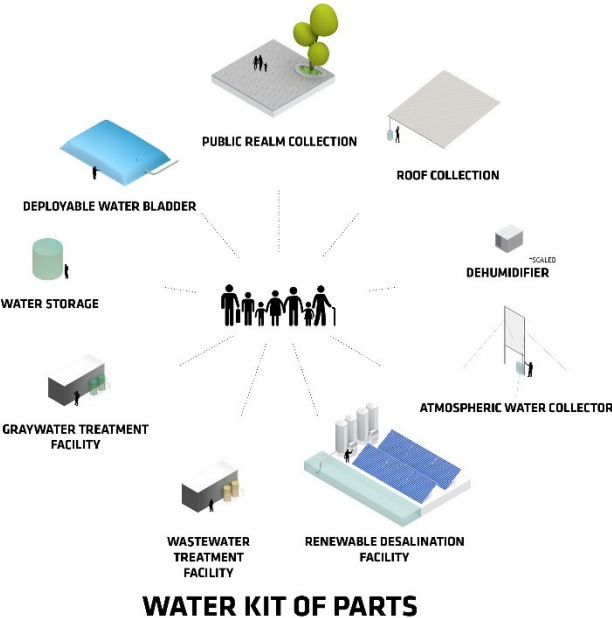 PUBLIC REALM COLLECTION
ROOF COLLECTION
DEPLOYABLE WATER BLADDER
*SCALED
DEHUMIDIFIER
WATER STORAGE
ATMOSPHERIC WATER COLLECTOR
GRAYWATER TREATMENT
FACILITY
WASTEWATER
TREATMENT
FACILITY
RENEWABLE DESALINATION
FACILITY
WATER KIT OF PARTS